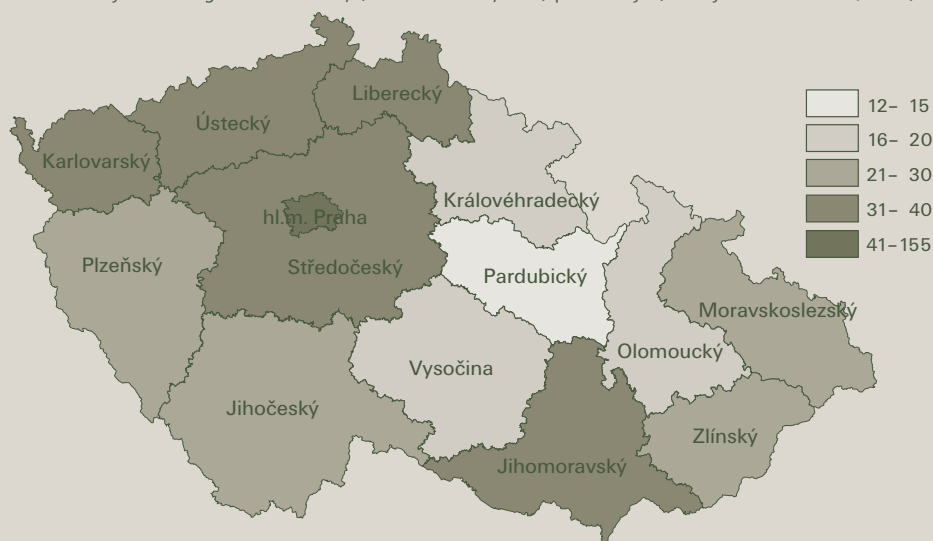 Liberecký
12– 15
Ústecký
16– 20
Karlovarský
21– 30
Královéhradecký
31– 40
hl.m. Praha
41–155
Plzeňský
Středočeský
Pardubický
Moravskoslezský
Olomoucký
Vysočina
Jihočeský
Zlínský
Jihomoravský